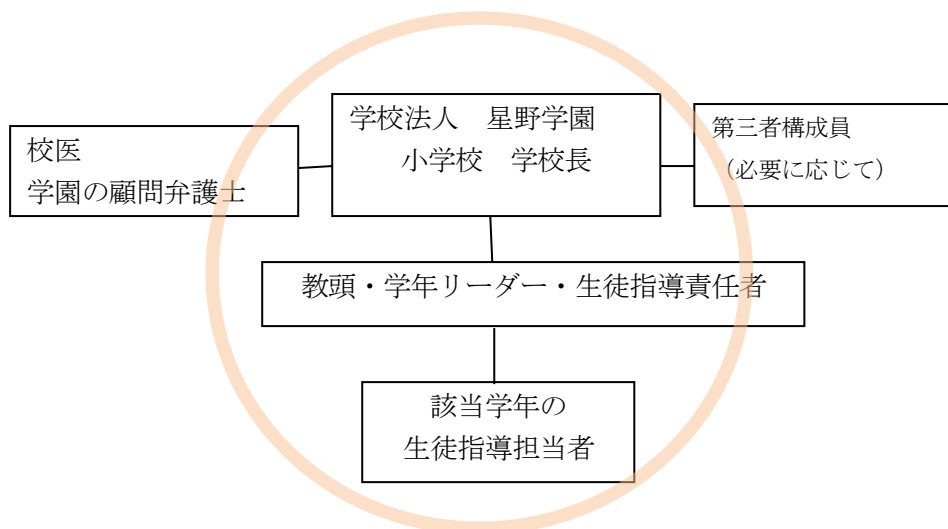 学校法人　星野学園
小学校　学校長
校医
学園の顧問弁護士
第三者構成員
（必要に応じて）
教頭・学年リーダー・生徒指導責任者
該当学年の
生徒指導担当者